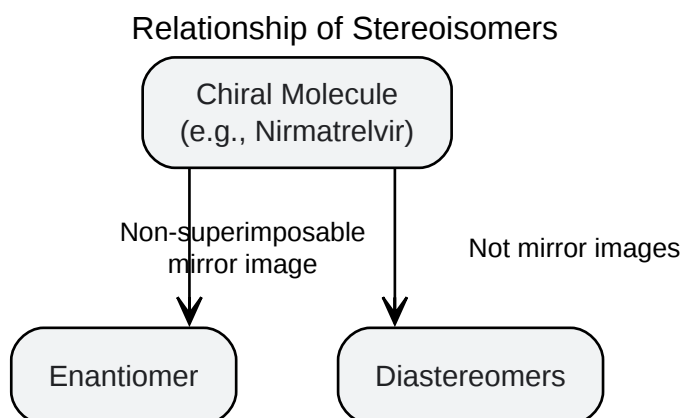 Relationship of Stereoisomers
Chiral Molecule
(e.g., Nirmatrelvir)
Non-superimposable
mirror image
Not mirror images
Enantiomer
Diastereomers